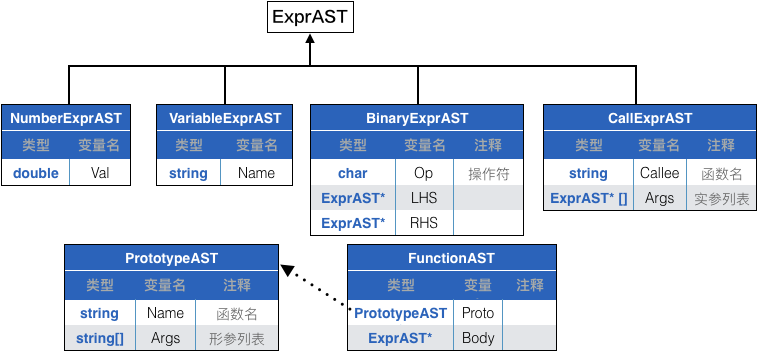 ExprAST
NumberExprAST
类型 变量名
double Val
VariableExprAST
类型 变量名
string Name
BinaryExprAST
类型 变量名 注释
char Op 操作符
ExprAST* LHS
ExprAST* RHS
CallExprAST
类型 变量名 注释
string Callee 函数名
ExprAST* [] Args 实参列表
PrototypeAST
类型 变量名 注释
string Name 函数名
string[] Args 形参列表
FunctionAST
类型 变量 注释
PrototypeAST Proto
ExprAST* Body